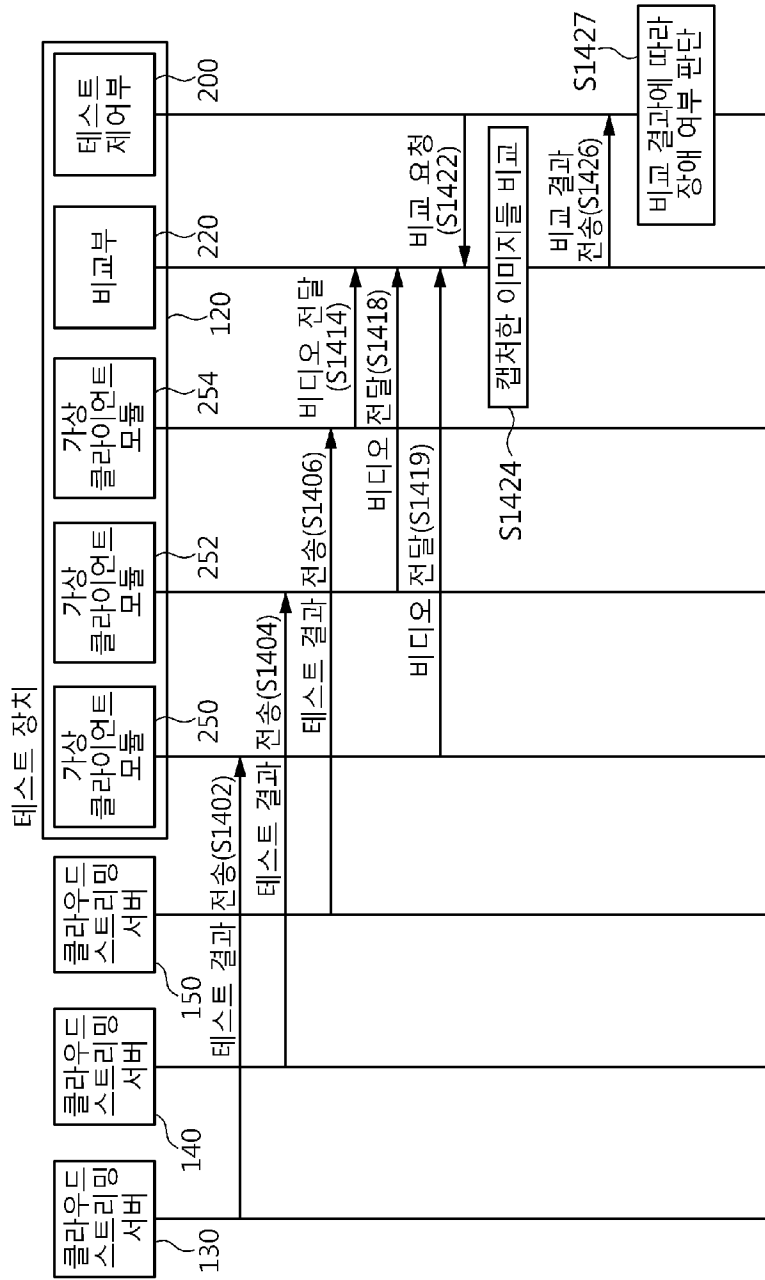 테스트 장치
클라우드
스트리밍
서버
130
클라우드
스트리밍
서버
140
클라우드
스트리밍
서버
150
가상
클라이언트
모듈
250
가상
클라이언트
모듈
252
가상
클라이언트
모듈
254
비교부
220
테스트
제어부
200
120
테스트 결과 전송(S1402)
테스트 결과 전송(S1404)
테스트 결과 전송(S1406)
비디오 전달
(S1414)
비디오 전달(S1418)
비디오 전달(S1419)
비교 요청
(S1422)
캡처한 이미지들 비교
S1424
비교 결과
전송(S1426)
비교 결과에 따라
장애 여부 판단
S1427